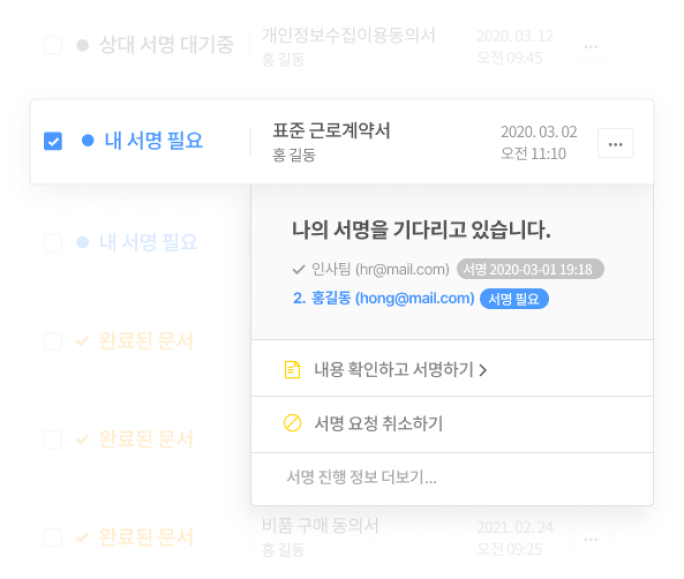 상대 서명 대기중
개인정보수집이용동의서
홍 길동
2020. 03. 12
오전 09:45
...
내 서명 필요
표준 근로계약서
홍 길동
2020. 03. 02
오전 11:10
...
나의 서명을 기다리고 있습니다.
인사팀 (hr@mail.com) 서명 2020-03-01 19:18
2. 홍길동 (hong@mail.com) 서명 필요
내 서명 필요
완료된 문서
내용 확인하고 서명하기 >
서명 요청 취소하기
완료된 문서
서명 진행 정보 더보기...
완료된 문서
비품 구매 동의서
홍 길동
2021. 02. 24
오전 09:25
...